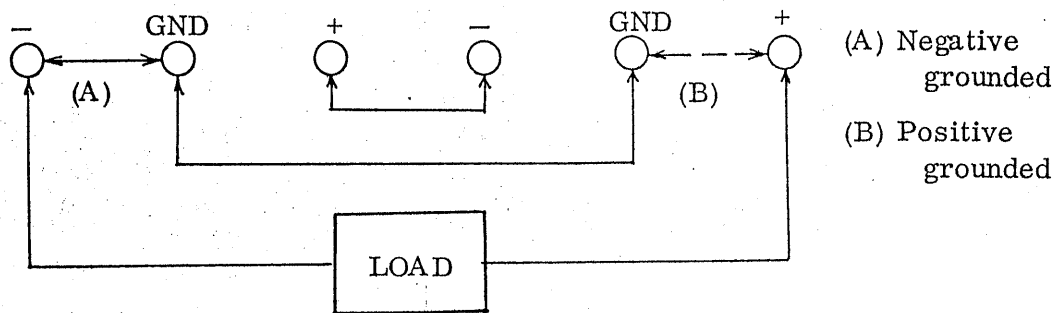 − GND + − GND +
(A) (B)
(A) Negative
grounded
(B) Positive
grounded
LOAD